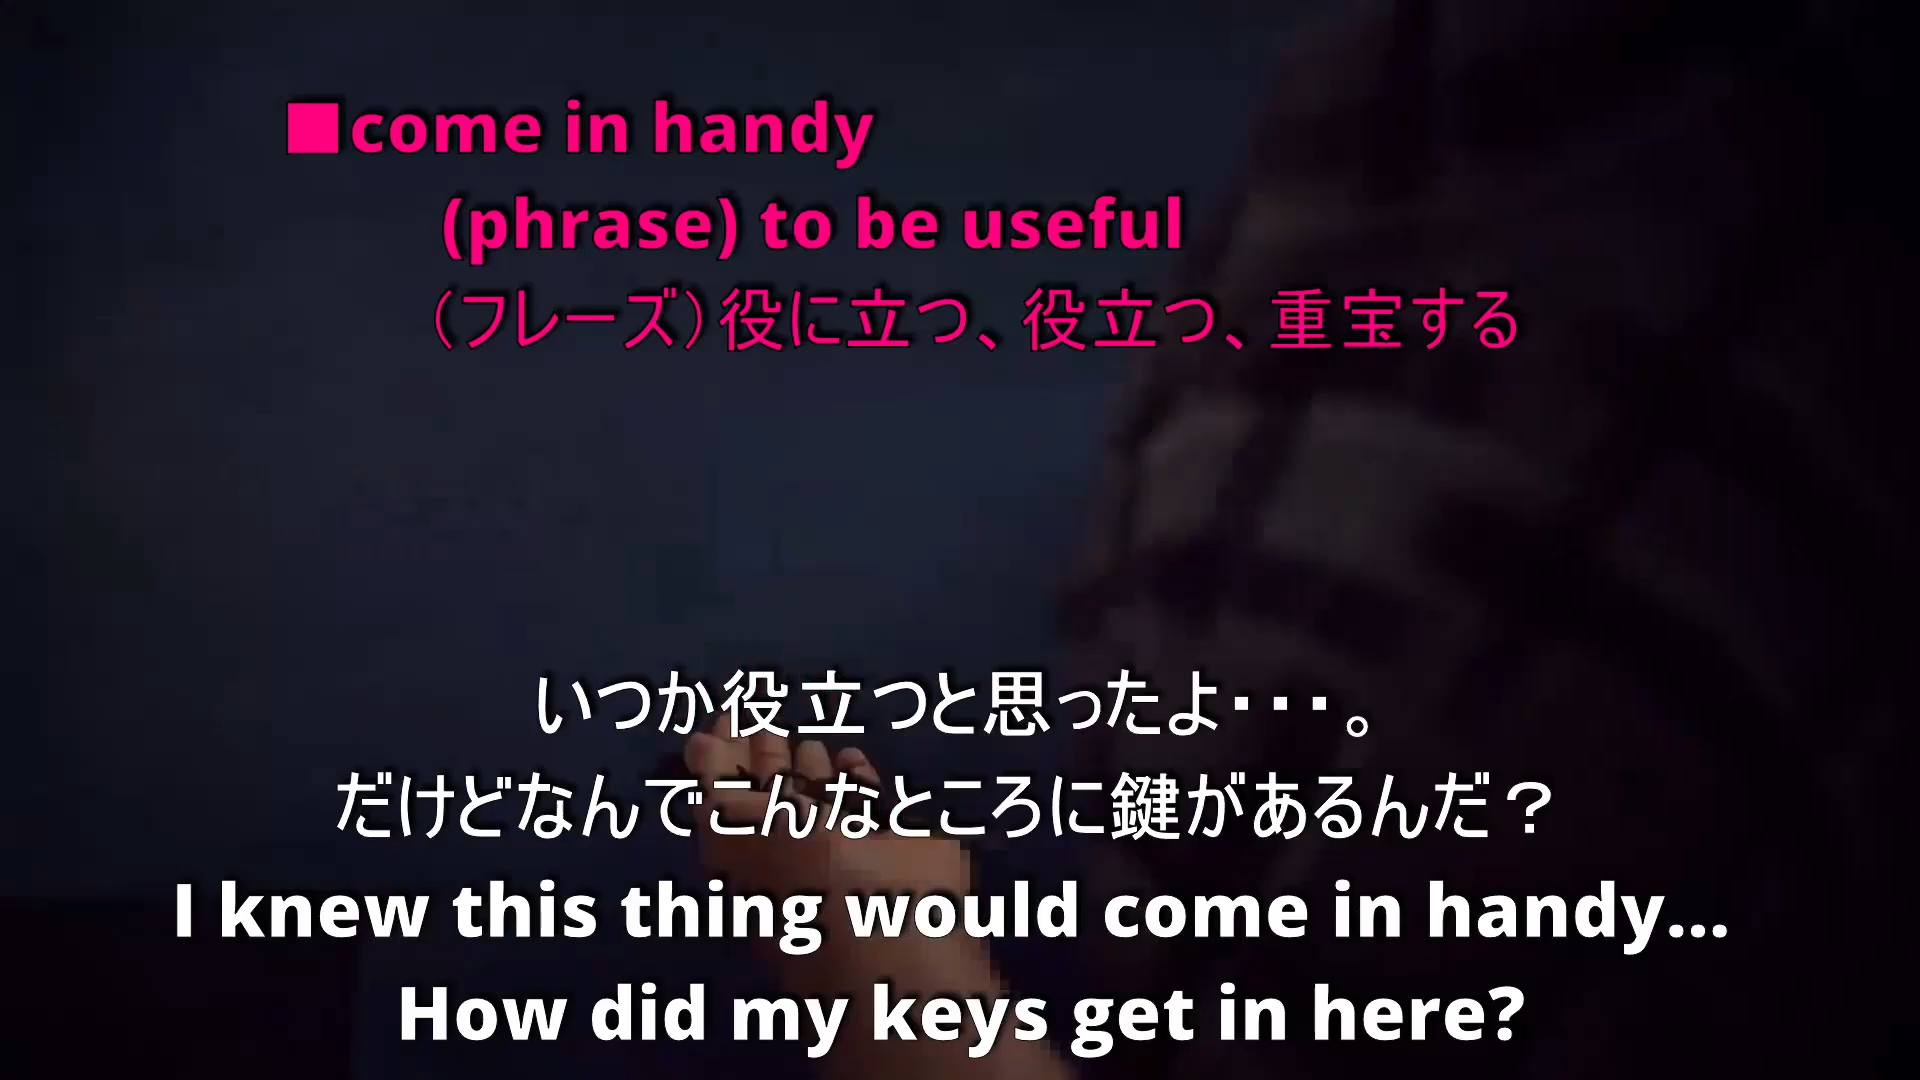 ■come in handy
(phrase) to be useful
（フレーズ）役に立つ、役立つ、重宝する
いつか役立つと思ったよ・・・。
だけどなんでこんなところに鍵があるんだ？
I knew this thing would come in handy...
How did my keys get in here?